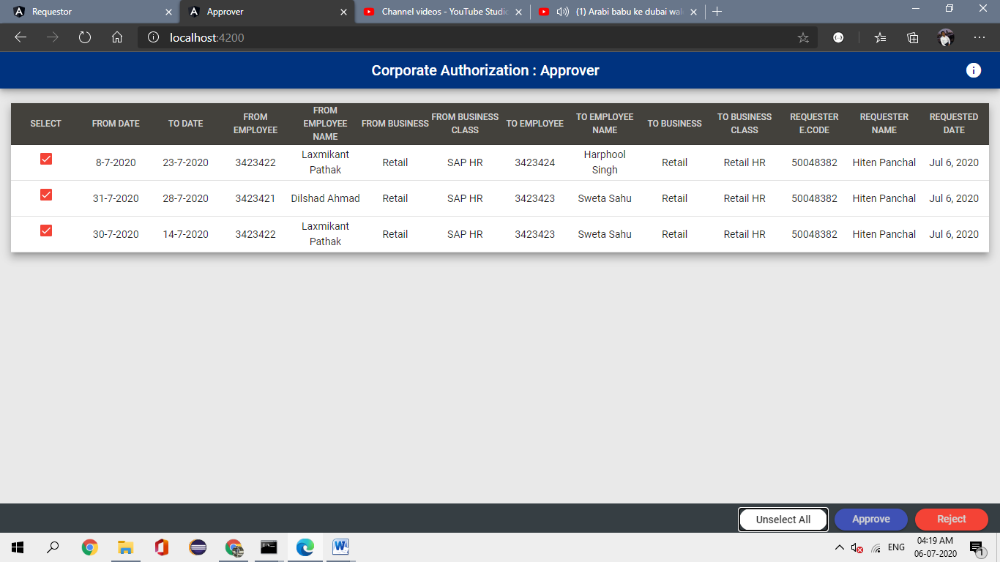 Requestor
Approver
Channel videos - YouTube Studio
(1) Arabi babu ke dubai wal
localhost:4200
Corporate Authorization : Approver
SELECT FROM DATE TO DATE FROM EMPLOYEE FROM EMPLOYEE NAME FROM BUSINESS FROM BUSINESS CLASS TO EMPLOYEE TO EMPLOYEE NAME TO BUSINESS TO BUSINESS CLASS REQUESTER E.CODE REQUESTER NAME REQUESTED DATE
8-7-2020 23-7-2020 3423422 Laxmikant Pathak Retail SAP HR 3423424 Harphool Singh Retail Retail HR 50048382 Hiten Panchal Jul 6, 2020
31-7-2020 28-7-2020 3423421 Dilshad Ahmad Retail SAP HR 3423423 Sweta Sahu Retail Retail HR 50048382 Hiten Panchal Jul 6, 2020
30-7-2020 14-7-2020 3423422 Laxmikant Pathak Retail SAP HR 3423423 Sweta Sahu Retail Retail HR 50048382 Hiten Panchal Jul 6, 2020
Unselect All Approve Reject
ENG
04:19 AM
06-07-2020
1